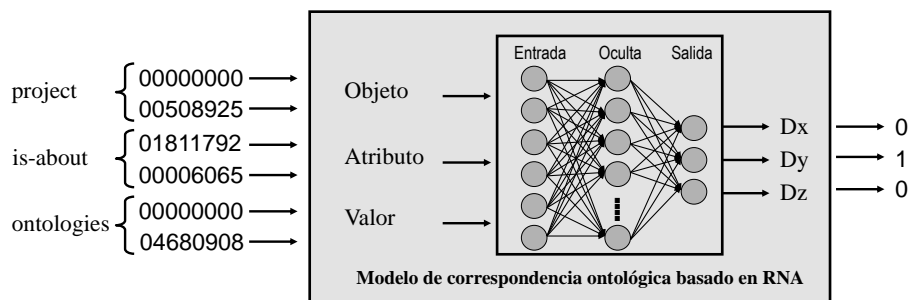 Entrada Oculta Salida
project
00000000
00508925
is-about
01811792
00006065
ontologies
00000000
04680908
Objeto
Atributo
Valor
Dx 0
Dy 1
Dz 0
Modelo de correspondencia ontológica basado en RNA